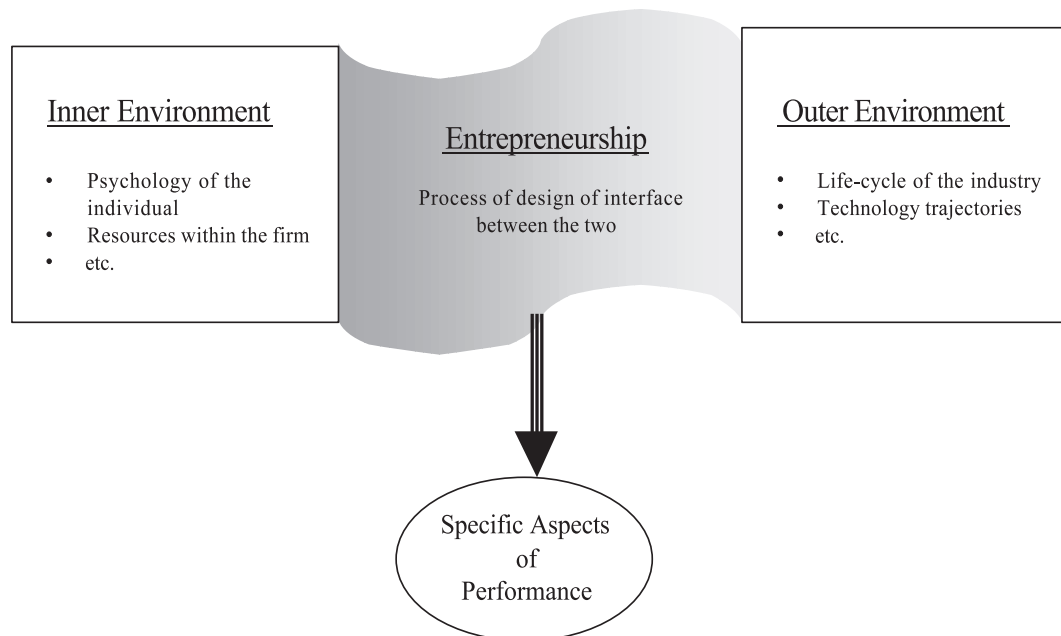 Inner Environment
• Psychology of the
individual
• Resources within the firm
• etc.
Entrepreneurship
Process of design of interface
between the two
Outer Environment
• Life-cycle of the industry
• Technology trajectories
• etc.
Specific Aspects
of
Performance